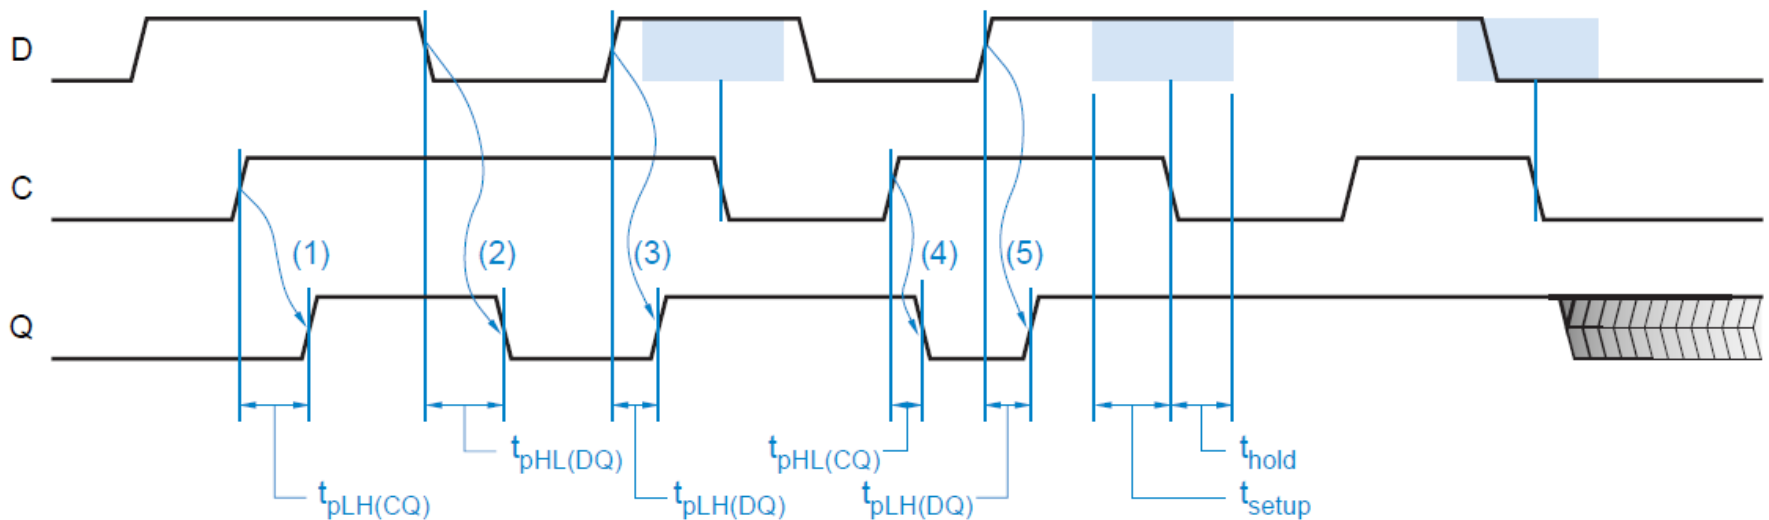 D
C
(1)
(2)
(3)
(4)
(5)
Q
tpHL(DQ)
tpHL(CQ)
thold
tpLH(CQ)
tpLH(DQ)
tpLH(DQ)
tsetup